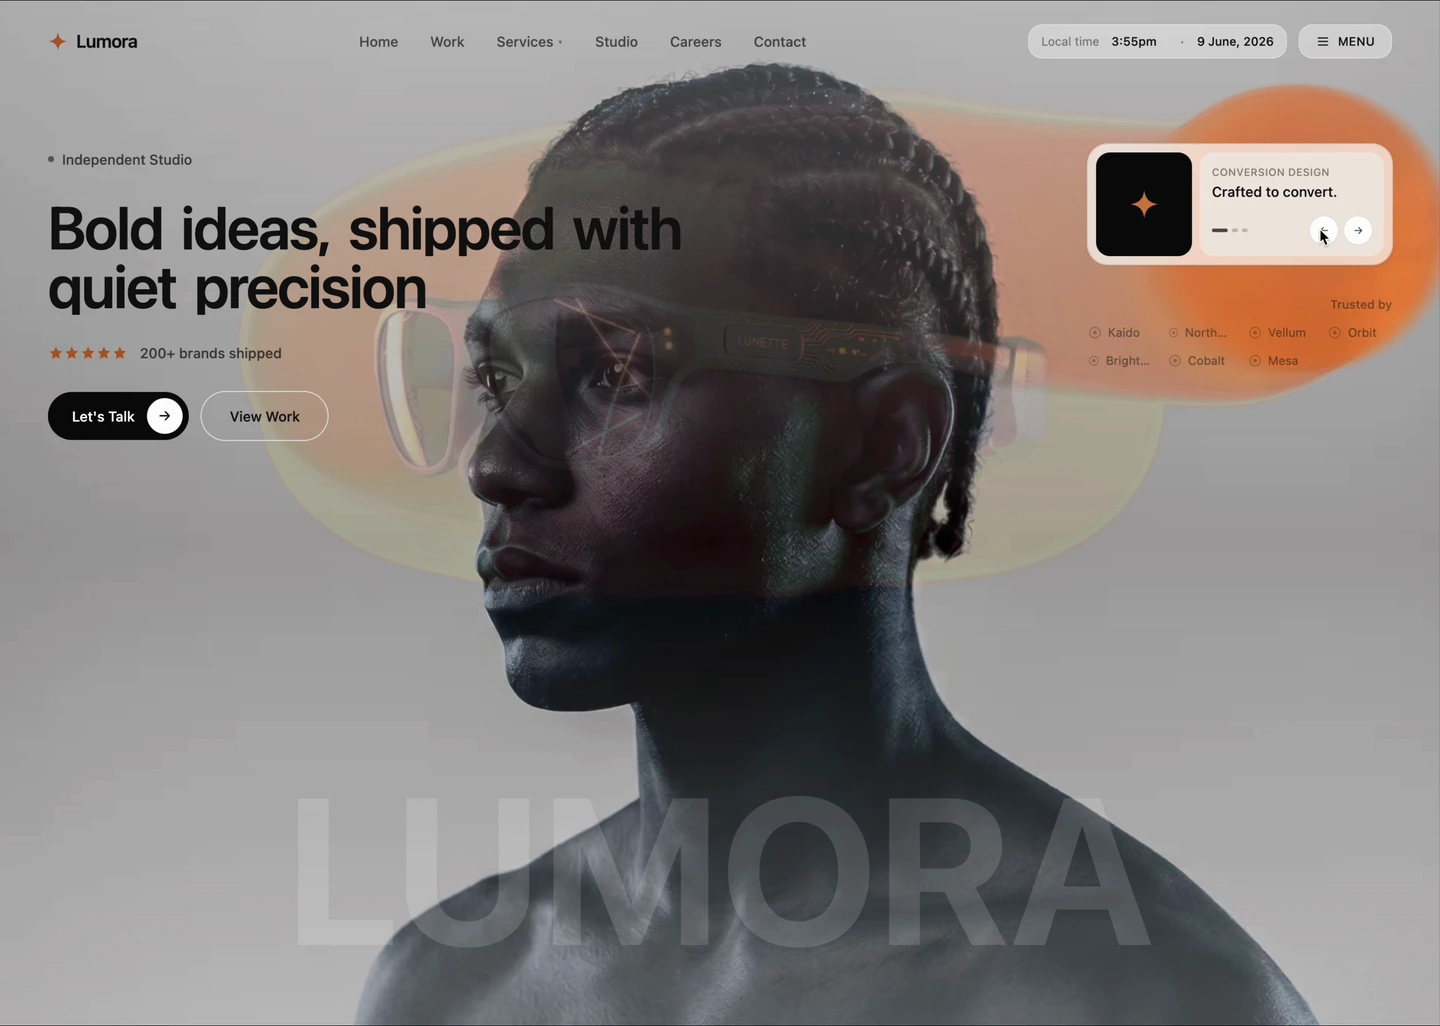 Lumora
Home
Work
Services
Studio
Careers
Contact
Local time 3:55pm · 9 June, 2026
MENU
Independent Studio
Bold ideas, shipped with
quiet precision
200+ brands shipped
Let's Talk
View Work
CONVERSION DESIGN
Crafted to convert.
Trusted by
Kaido
North...
Vellum
Orbit
Bright...
Cobalt
Mesa
LUNETTE
LUMORA